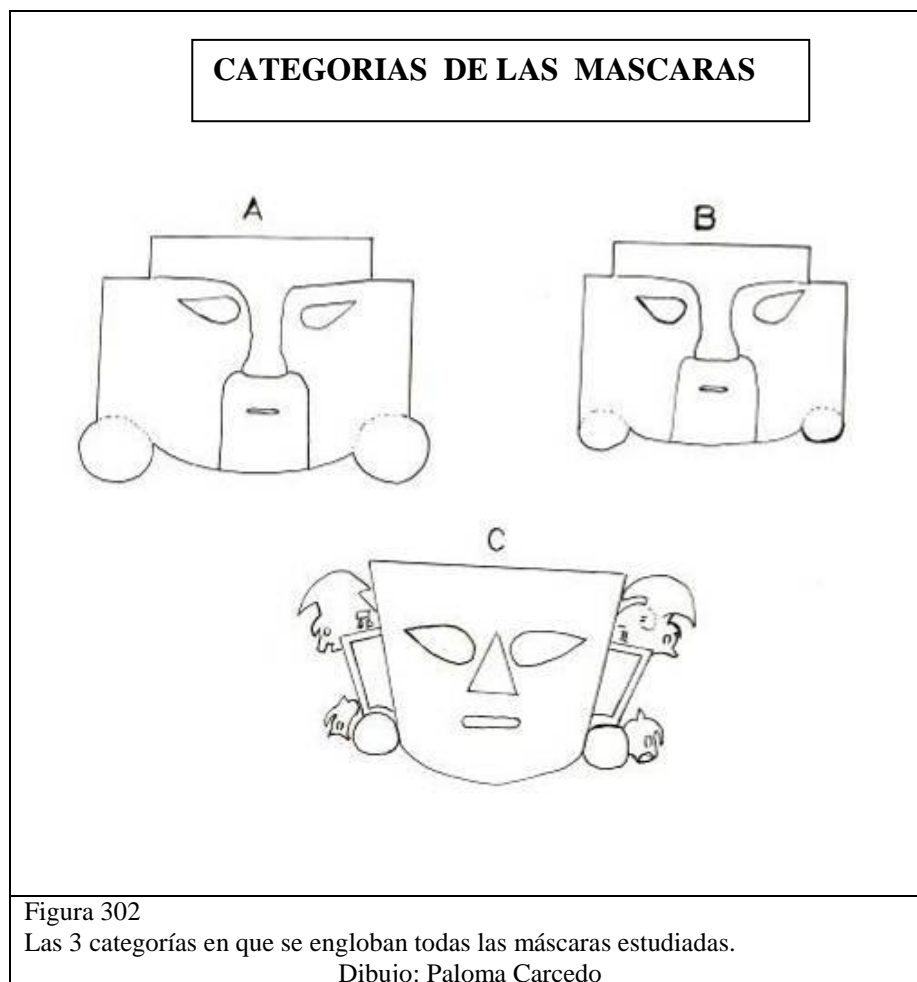 CATEGORIAS DE LAS MASCARAS
A
B
C
Figura 302
Las 3 categorías en que se engloban todas las máscaras estudiadas.
Dibujo: Paloma Carcedo